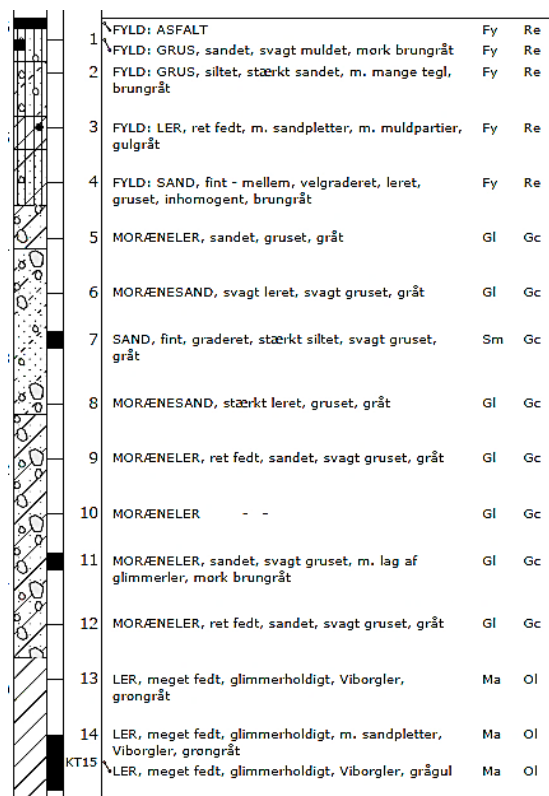 FYLD: ASFALT Fy Re
1 FYLD: GRUS, sandet, svagt muldet, mørk brungråt Fy Re
2 FYLD: GRUS, siltet, stærkt sandet, m. mange tegl, Fy Re
brungråt
3 FYLD: LER, ret fedt, m. sandpletter, m. muldpartier, Fy Re
gulgråt
4 FYLD: SAND, fint - mellem, velgraderet, leret, Fy Re
gruset, inhomogent, brungråt
5 MORÆNELER, sandet, gruset, gråt Gl Gc
6 MORÆNESAND, svagt leret, svagt gruset, gråt Gl Gc
7 SAND, fint, graderet, stærkt siltet, svagt gruset, Sm Gc
gråt
8 MORÆNESAND, stærkt leret, gruset, gråt Gl Gc
9 MORÆNELER, ret fedt, sandet, svagt gruset, gråt Gl Gc
10 MORÆNELER - - Gl Gc
11 MORÆNELER, sandet, svagt gruset, m. lag af Gl Gc
glimmerler, mørk brungråt
12 MORÆNELER, ret fedt, sandet, svagt gruset, gråt Gl Gc
13 LER, meget fedt, glimmerholdigt, Viborgler, Ma Ol
grøngråt
14 LER, meget fedt, glimmerholdigt, m. sandpletter, Ma Ol
Viborgler, grøngråt
KT15 LER, meget fedt, glimmerholdigt, Viborgler, grågul Ma Ol